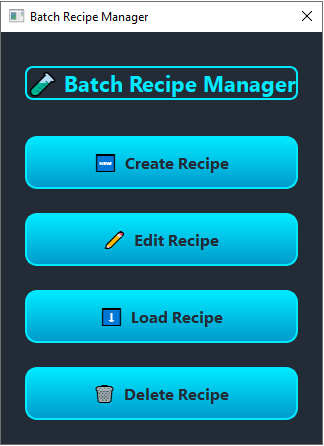 Batch Recipe Manager
🧪 Batch Recipe Manager
🆕 Create Recipe
✏️ Edit Recipe
⬇️ Load Recipe
🗑️ Delete Recipe